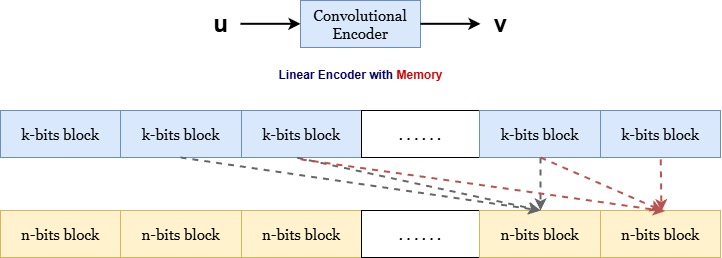 u
Convolutional
Encoder
v
Linear Encoder with Memory
k-bits block k-bits block k-bits block ...... k-bits block k-bits block
n-bits block n-bits block n-bits block ...... n-bits block n-bits block